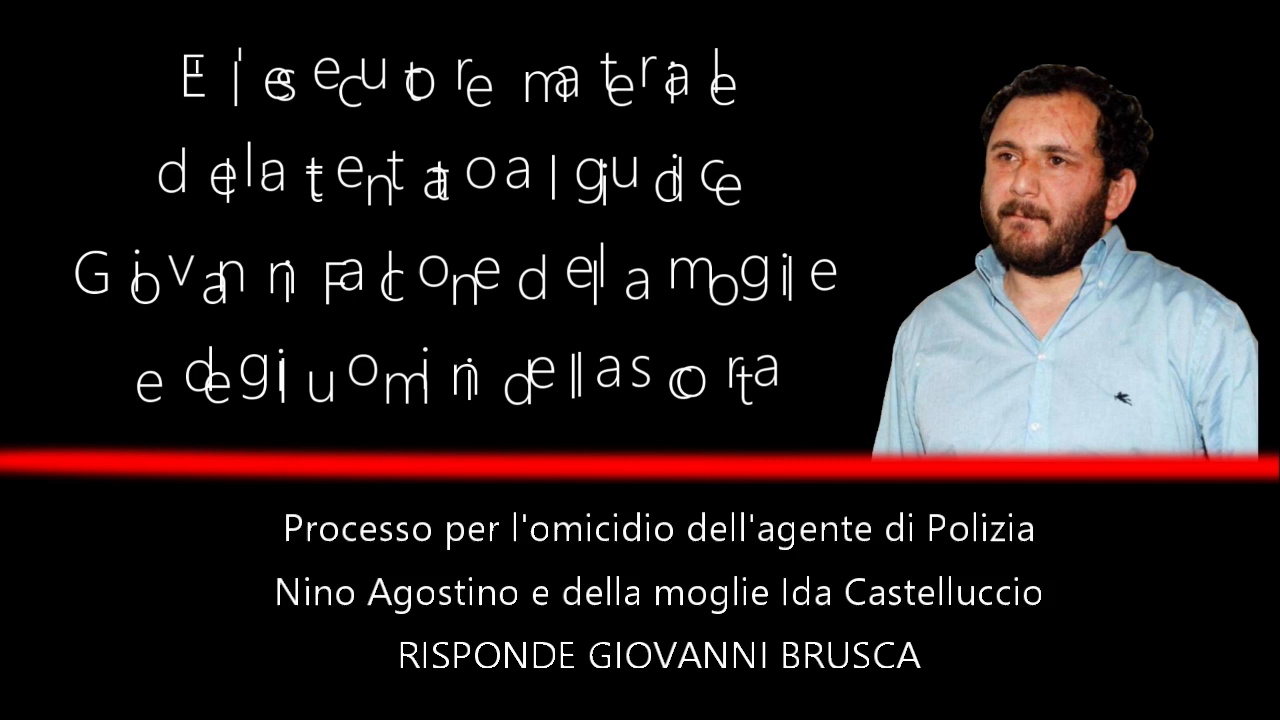 E' l'esecutore materiale
dell'attentato al giudice
Giovanni Falcone della moglie
e degli uomini della scorta
Processo per l'omicidio dell'agente di Polizia
Nino Agostino e della moglie Ida Castelluccio
RISPONDE GIOVANNI BRUSCA